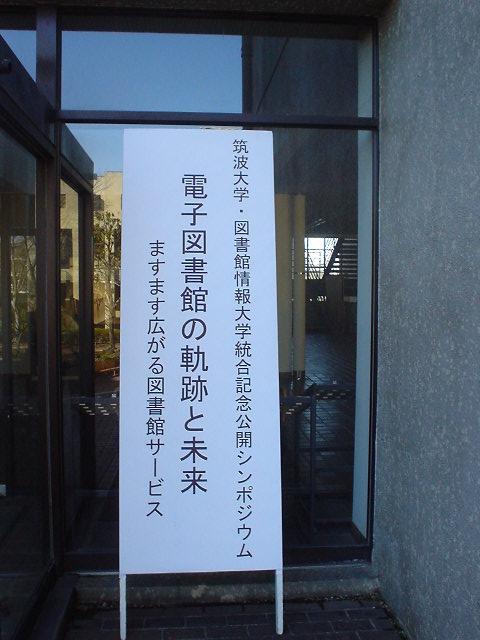 筑波大学・図書館情報大学統合記念公開シンポジウム
電子図書館の軌跡と未来
ますます広がる図書館サービス